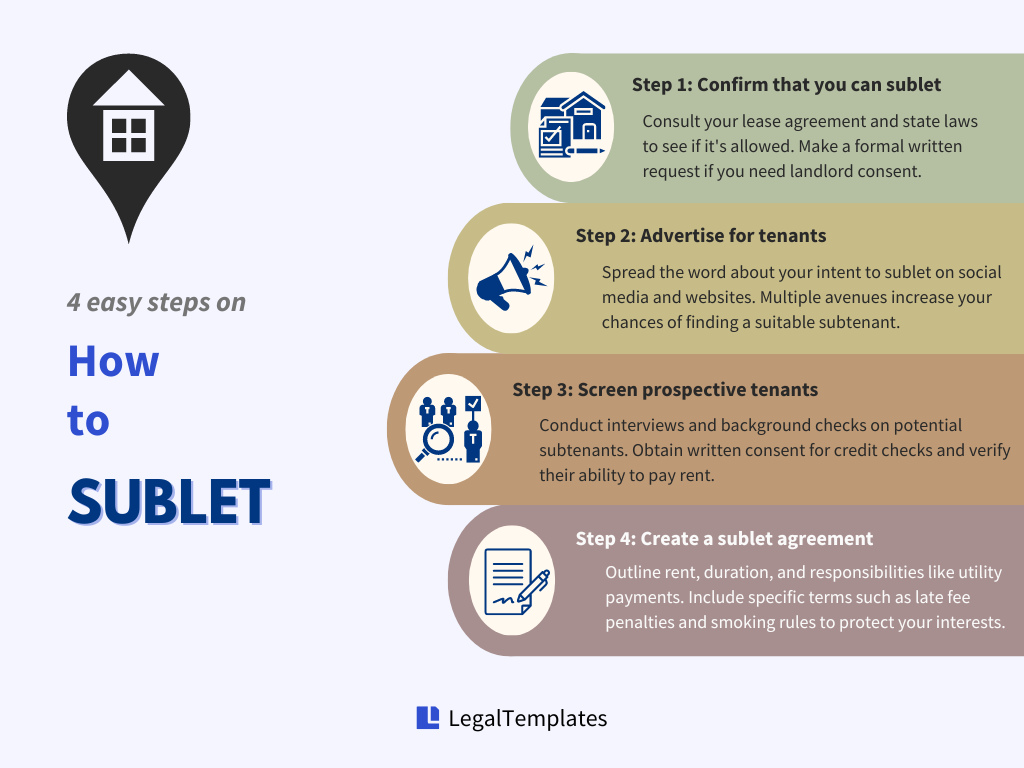 4 easy steps on
How
to
SUBLET
Step 1: Confirm that you can sublet
Consult your lease agreement and state laws
to see if it's allowed. Make a formal written
request if you need landlord consent.
Step 2: Advertise for tenants
Spread the word about your intent to sublet on social
media and websites. Multiple avenues increase your
chances of finding a suitable subtenant.
Step 3: Screen prospective tenants
Conduct interviews and background checks on potential
subtenants. Obtain written consent for credit checks and verify
their ability to pay rent.
Step 4: Create a sublet agreement
Outline rent, duration, and responsibilities like utility
payments. Include specific terms such as late fee
penalties and smoking rules to protect your interests.
LegalTemplates